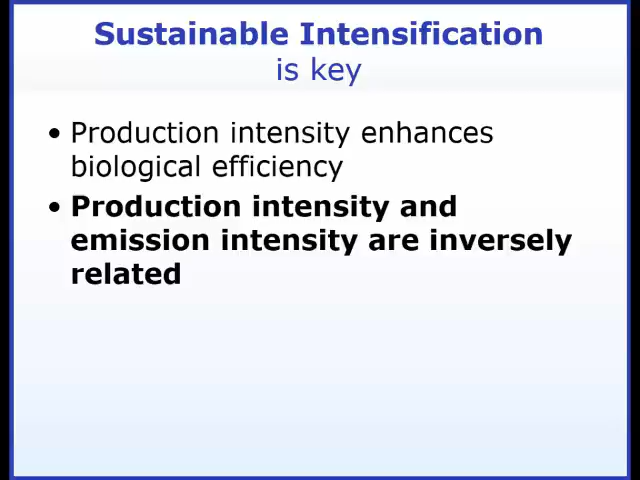 Sustainable Intensification
is key
• Production intensity enhances
biological efficiency
• Production intensity and
emission intensity are inversely
related